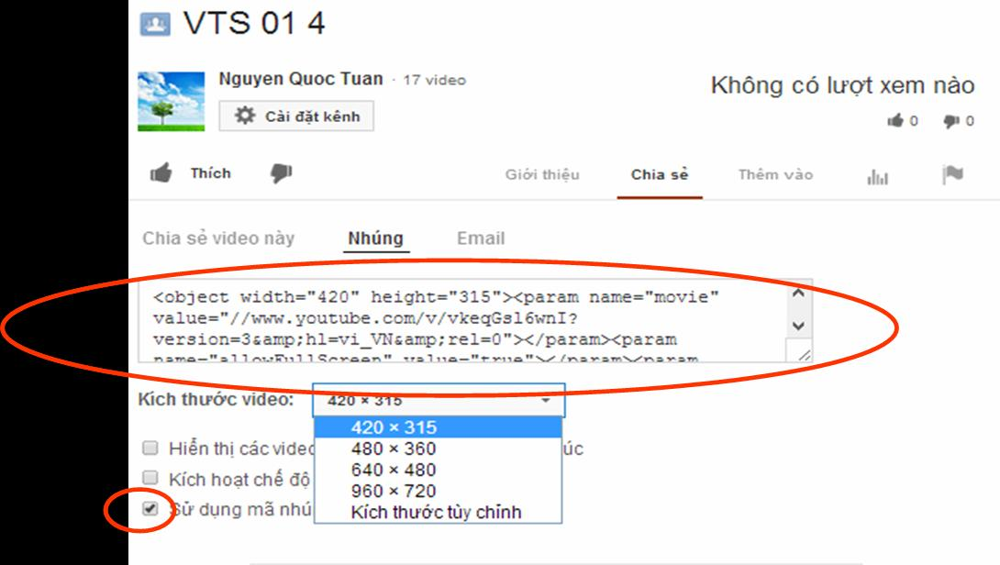 VTS 01 4
Nguyen Quoc Tuan · 17 video
Cài đặt kênh
Không có lượt xem nào
0 0
Thích
Giới thiệu Chia sẻ Thêm vào
Chia sẻ video này Nhúng Email
<object width="420" height="315"><param name="movie"
value="//www.youtube.com/v/vkeqGsl6wnI?
version=3&amp;hl=vi_VN&amp;rel=0"></param><param
name="allowFullScreen" value="true"></param><param
Kích thước video: 420 × 315
420 × 315
Hiển thị các video úc
480 × 360
640 × 480
Kích hoạt chế độ
960 × 720
Sử dụng mã nhú
Kích thước tùy chỉnh